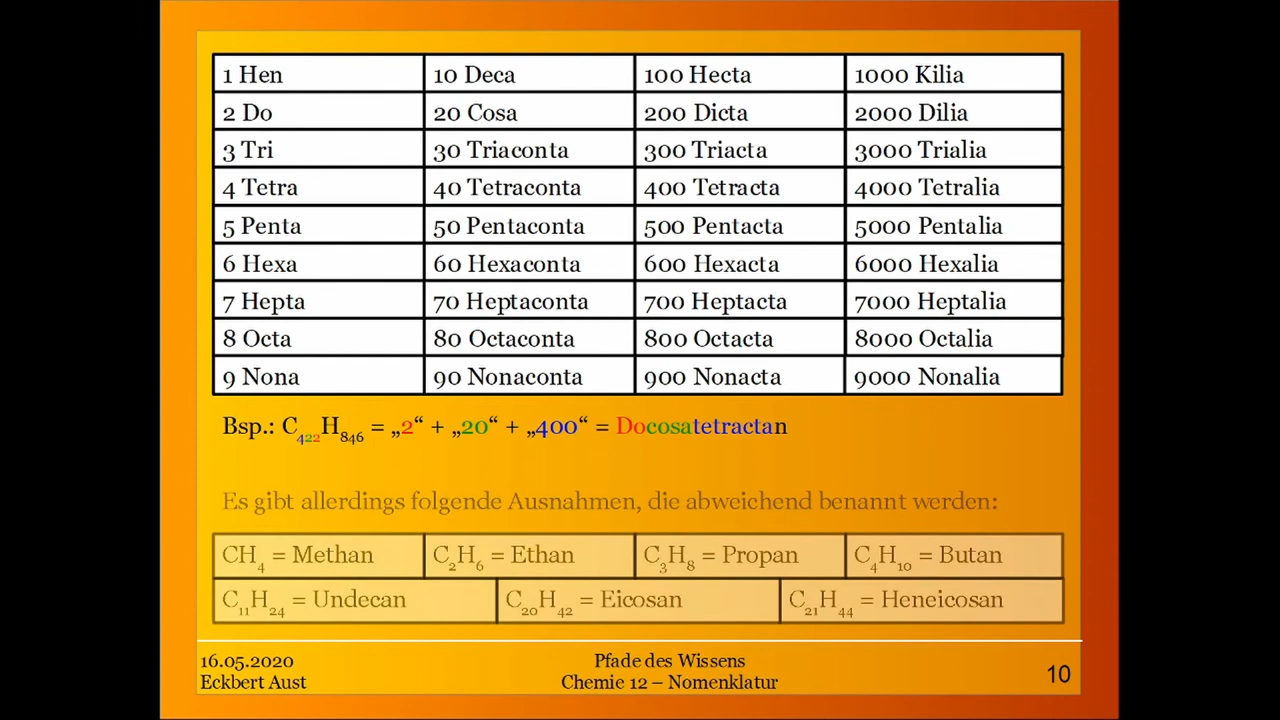 1 Hen 10 Deca 100 Hecta 1000 Kilia
2 Do 20 Cosa 200 Dicta 2000 Dilia
3 Tri 30 Triaconta 300 Triacta 3000 Trialia
4 Tetra 40 Tetraconta 400 Tetracta 4000 Tetralia
5 Penta 50 Pentaconta 500 Pentacta 5000 Pentalia
6 Hexa 60 Hexaconta 600 Hexacta 6000 Hexalia
7 Hepta 70 Heptaconta 700 Heptacta 7000 Heptalia
8 Octa 80 Octaconta 800 Octacta 8000 Octalia
9 Nona 90 Nonaconta 900 Nonacta 9000 Nonalia
Bsp.: C₄₂₂H₈₄₆ = „2“ + „20“ + „400“ = Docosatetractan
Es gibt allerdings folgende Ausnahmen, die abweichend benannt werden:
CH₄ = Methan C₂H₆ = Ethan C₃H₈ = Propan C₄H₁₀ = Butan
C₁₁H₂₄ = Undecan C₂₀H₄₂ = Eicosan C₂₁H₄₄ = Heneicosan
16.05.2020 Pfade des Wissens
Eckbert Aust Chemie 12 – Nomenklatur 10